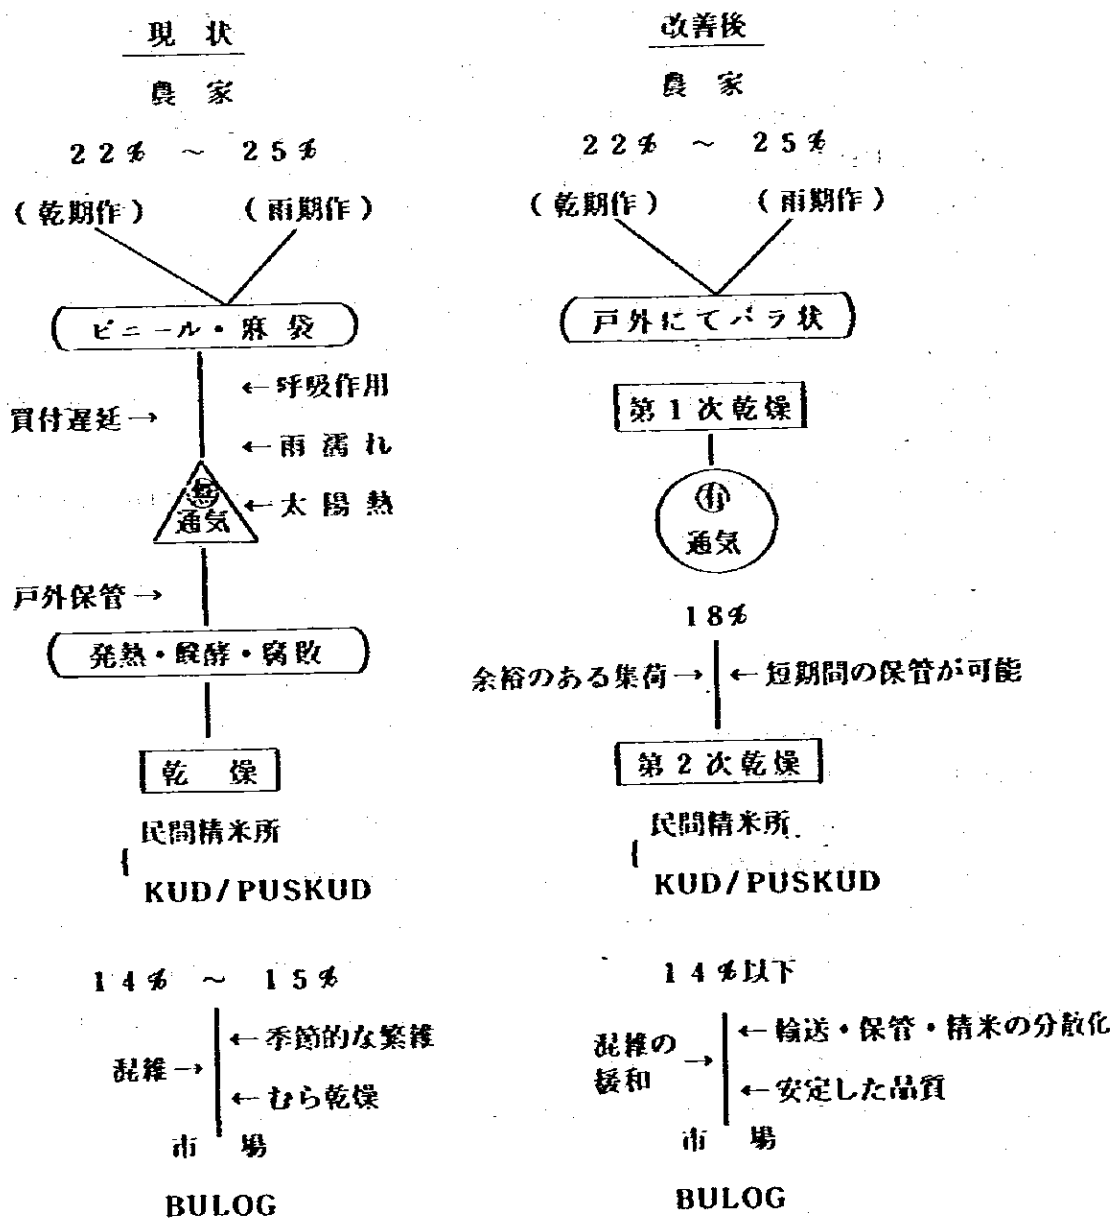 現 状
農 家
22% ~ 25%
(乾期作) (雨期作)
ビニール・麻袋
←呼吸作用
買付遅延→
←雨濡れ
←太陽熱
無
通気
戸外保管→
発熱・醗酵・腐敗
乾 燥
民間精米所
KUD/PUSKUD
14% ~ 15%
←季節的な繁雑
混雑→
←むら乾燥
市 場
BULOG
改善後
農 家
22% ~ 25%
(乾期作) (雨期作)
戸外にてバラ状
第1次乾燥
有
通気
18%
余裕のある集荷→ ←短期間の保管が可能
第2次乾燥
民間精米所
KUD/PUSKUD
14%以下
←輸送・保管・精米の分散化
混雑の
緩和 →
←安定した品質
市 場
BULOG